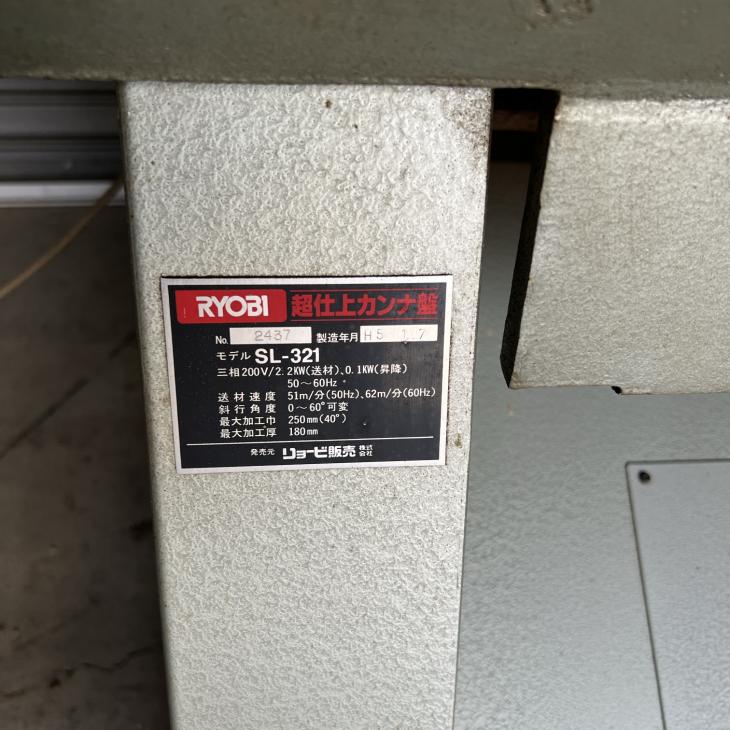 RYOBI 超仕上カンナ盤
No. 2437 製造年月 H5 1.7
モデル SL-321
三相200V/2.2KW(送材)、0.1KW(昇降)
50~60Hz
送材速度 51m/分(50Hz)、62m/分(60Hz)
斜行角度 0~60°可変
最大加工巾 250mm(40°)
最大加工厚 180mm
発売元 リョービ販売 株式会社